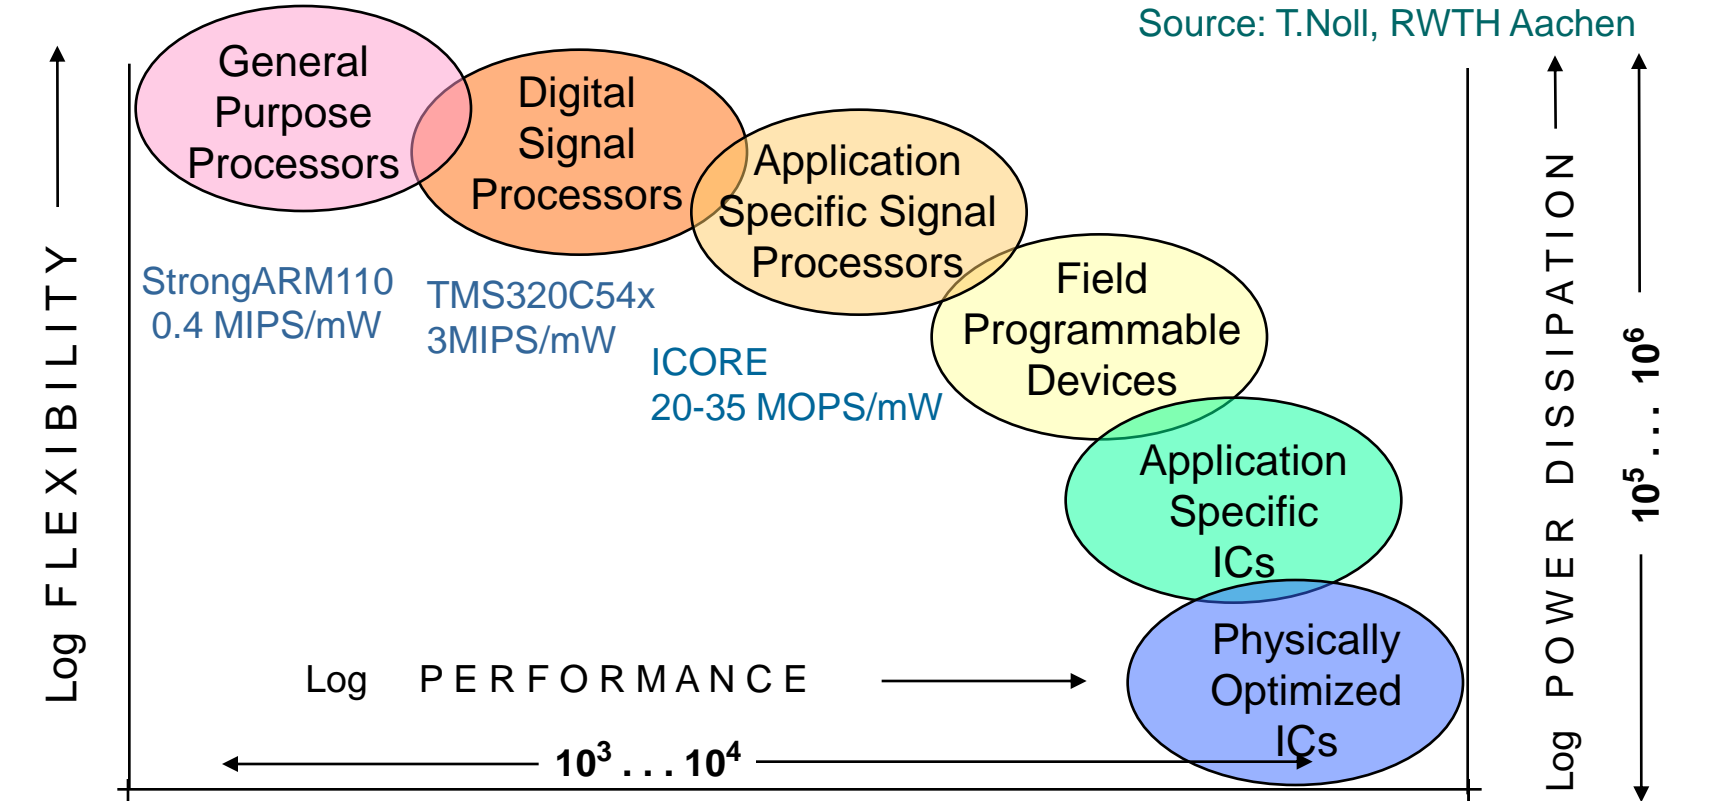 Source: T.Noll, RWTH Aachen
General
Purpose
Processors
Digital
Signal
Processors
Application
Specific Signal
Processors
Field
Programmable
Devices
Application
Specific
ICs
Physically
Optimized
ICs
StrongARM110
0.4 MIPS/mW
TMS320C54x
3MIPS/mW
ICORE
20-35 MOPS/mW
Log FLEXIBILITY
Log PERFORMANCE
10³ . . . 10⁴
Log POWER DISSIPATION
10⁵ . . . 10⁶